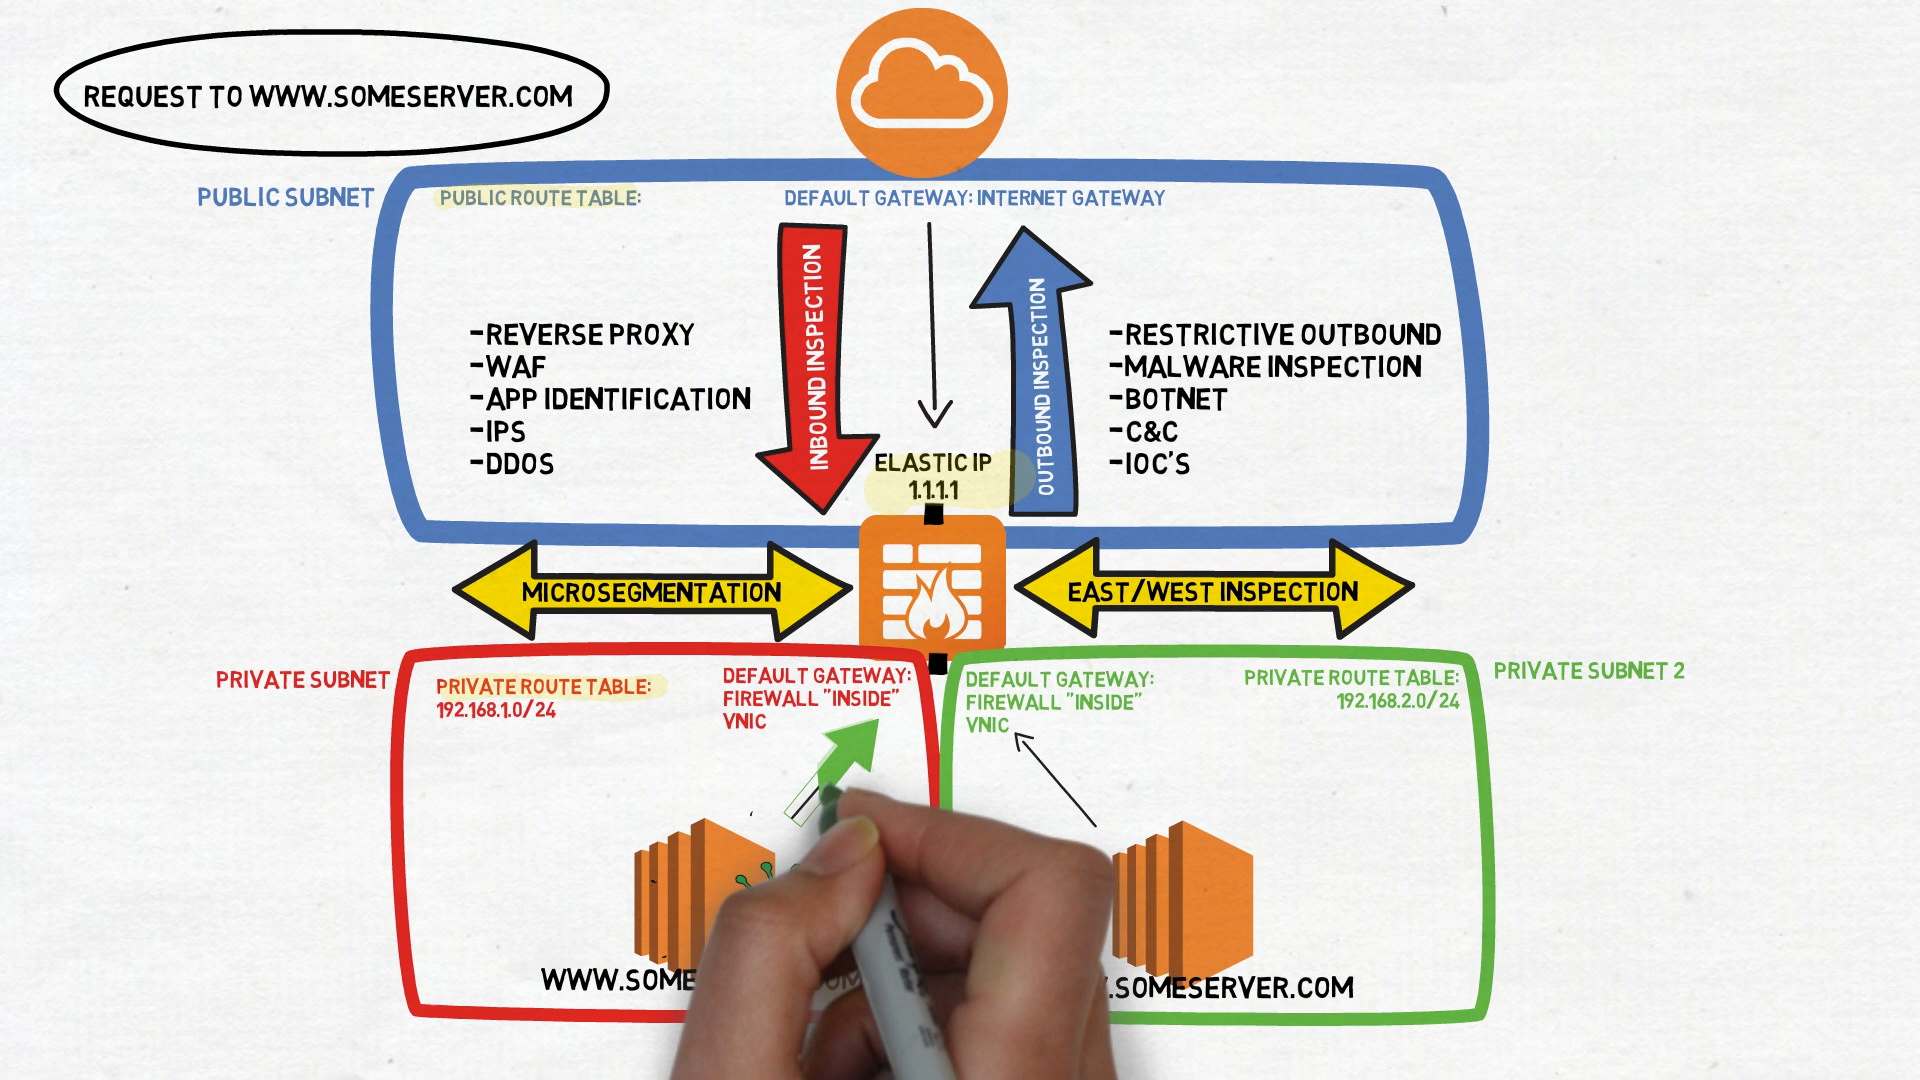 REQUEST TO WWW.SOMESERVER.COM
PUBLIC SUBNET
PUBLIC ROUTE TABLE:
DEFAULT GATEWAY: INTERNET GATEWAY
INBOUND INSPECTION
OUTBOUND INSPECTION
-REVERSE PROXY
-WAF
-APP IDENTIFICATION
-IPS
-DDOS
-RESTRICTIVE OUTBOUND
-MALWARE INSPECTION
-BOTNET
-C&C
-IOC'S
ELASTIC IP
1.1.1.1
MICROSEGMENTATION
EAST/WEST INSPECTION
PRIVATE SUBNET
PRIVATE ROUTE TABLE:
192.168.1.0/24
DEFAULT GATEWAY:
FIREWALL "INSIDE"
VNIC
DEFAULT GATEWAY:
FIREWALL "INSIDE"
VNIC
PRIVATE ROUTE TABLE:
192.168.2.0/24
PRIVATE SUBNET 2
WWW.SOME
.SOMESERVER.COM